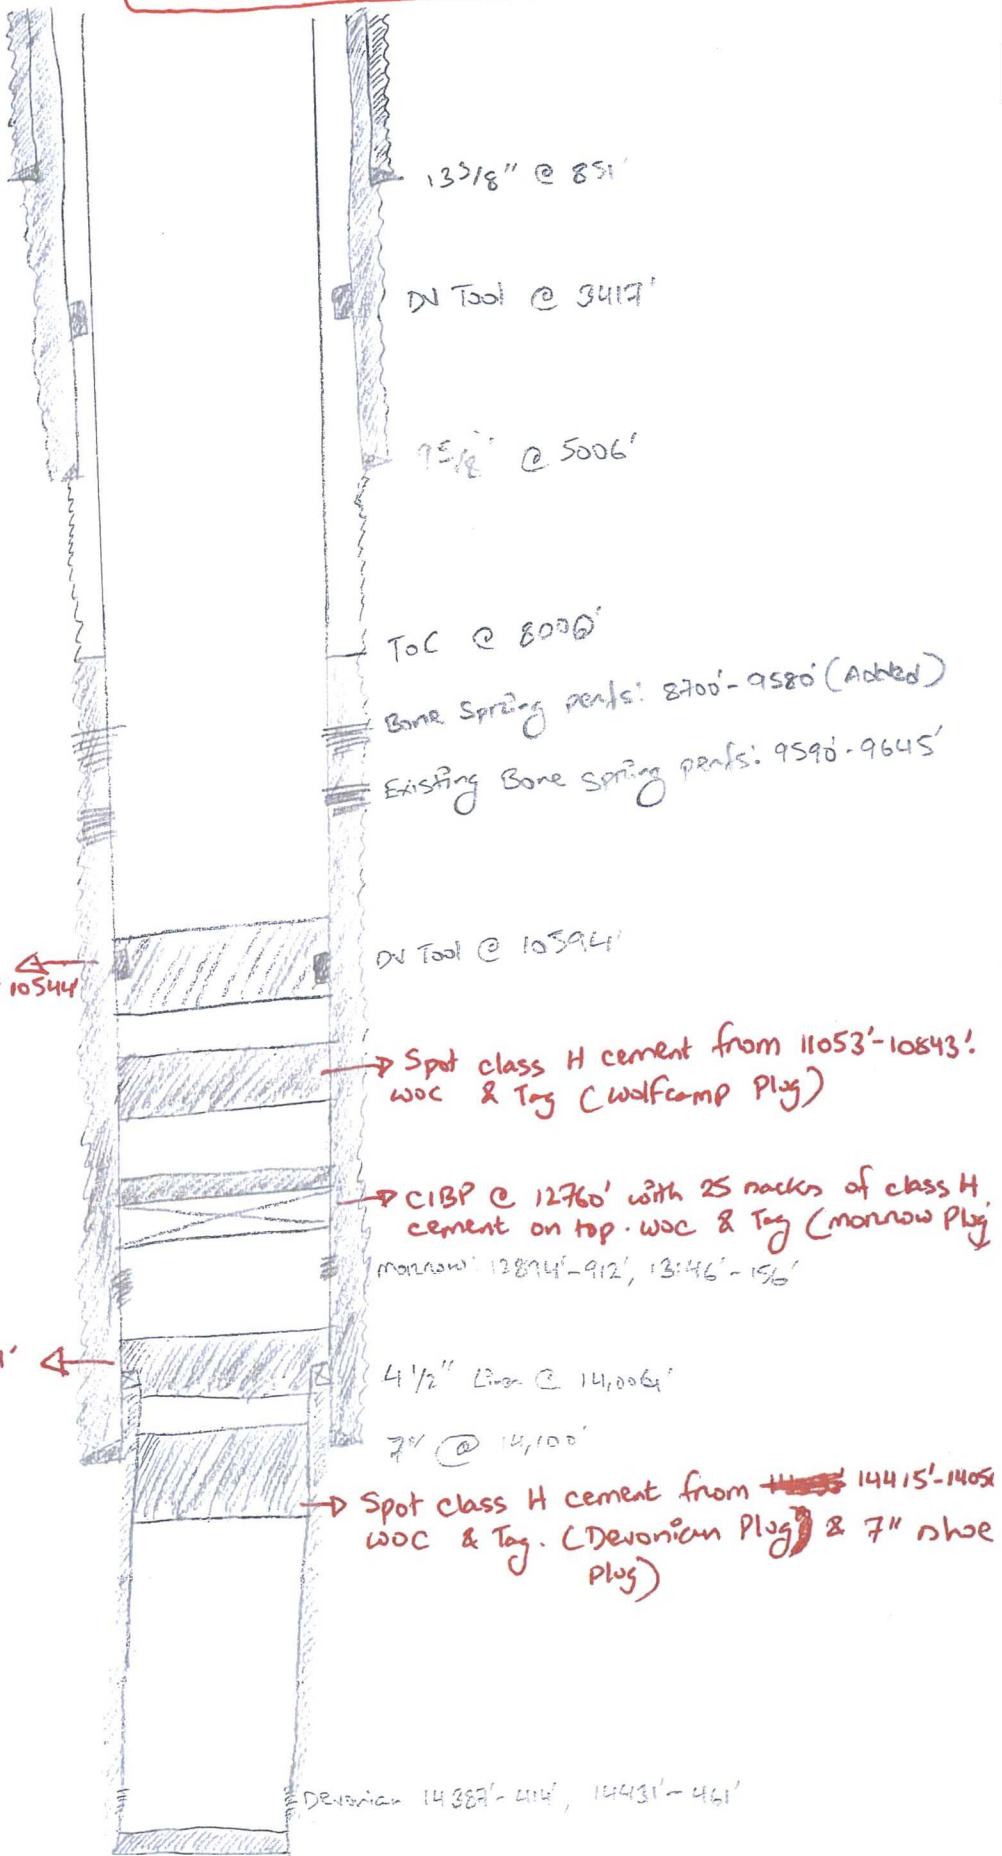 13 3/8" @ 851'
DV Tool @ 3417'
9 5/8" @ 5006'
TOC @ 8000'
Bone Spring perfs: 8700'-9580' (Added)
Existing Bone Spring perfs: 9590'-9645'
DV Tool @ 10594'
10544'
Spot class H cement from 11053'-10843'.
WOC & Tag (Wolfcamp Plug)
CIBP @ 12760' with 25 sacks of class H
cement on top. WOC & Tag (Morrow Plug
Morrow: 12894'-912', 13146'-156'
4 1/2" Liner @
7" @ 14,100'
Spot class H cement from 14415'-1405
WOC & Tag. (Devonian Plug) & 7" shoe
plug)
Devonian 14387'-414', 14431'-461'